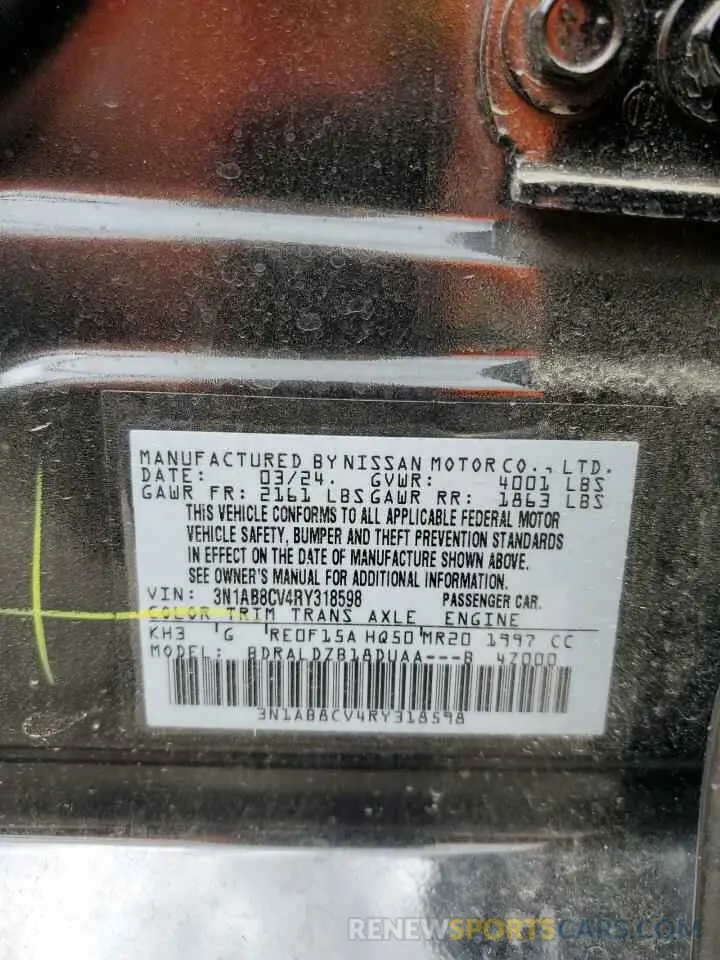 MANUFACTURED BY NISSAN MOTOR CO., LTD.
DATE: 03/24. GVWR: 4001 LBS
GAWR FR: 2161 LBS GAWR RR: 1863 LBS
THIS VEHICLE CONFORMS TO ALL APPLICABLE FEDERAL MOTOR
VEHICLE SAFETY, BUMPER AND THEFT PREVENTION STANDARDS
IN EFFECT ON THE DATE OF MANUFACTURE SHOWN ABOVE.
SEE OWNER'S MANUAL FOR ADDITIONAL INFORMATION.
VIN: 3N1AB8CV4RY318598 PASSENGER CAR.
COLOR TRIM TRANS AXLE ENGINE
KH3 G RE0F15A HQ50 MR20 1997 CC
MODEL: BDRALDZB18DUAA---B 4Z000
3N1AB8CV4RY318598
RENEWSPORTSCARS.COM